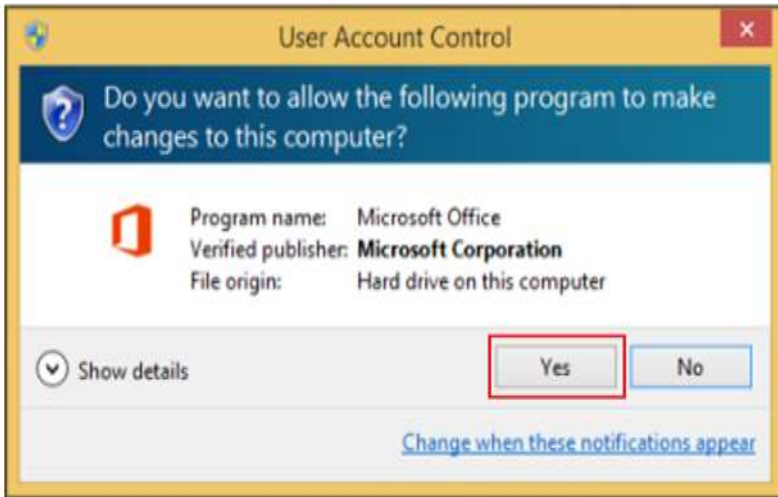 User Account Control
Do you want to allow the following program to make
changes to this computer?
Program name: Microsoft Office
Verified publisher: Microsoft Corporation
File origin: Hard drive on this computer
Show details
Yes
No
Change when these notifications appear